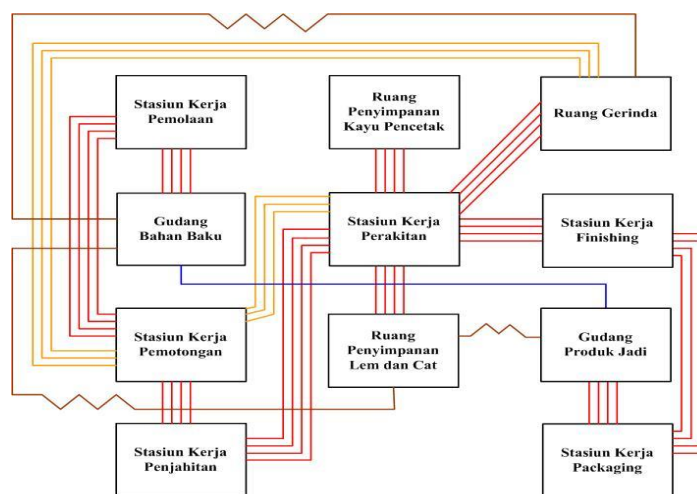 Stasiun Kerja
Pemolaan
Ruang
Penyimpanan
Kayu Pencetak
Ruang Gerinda
Gudang
Bahan Baku
Stasiun Kerja
Perakitan
Stasiun Kerja
Finishing
Stasiun Kerja
Pemotongan
Ruang
Penyimpanan
Lem dan Cat
Gudang
Produk Jadi
Stasiun Kerja
Penjahitan
Stasiun Kerja
Packaging